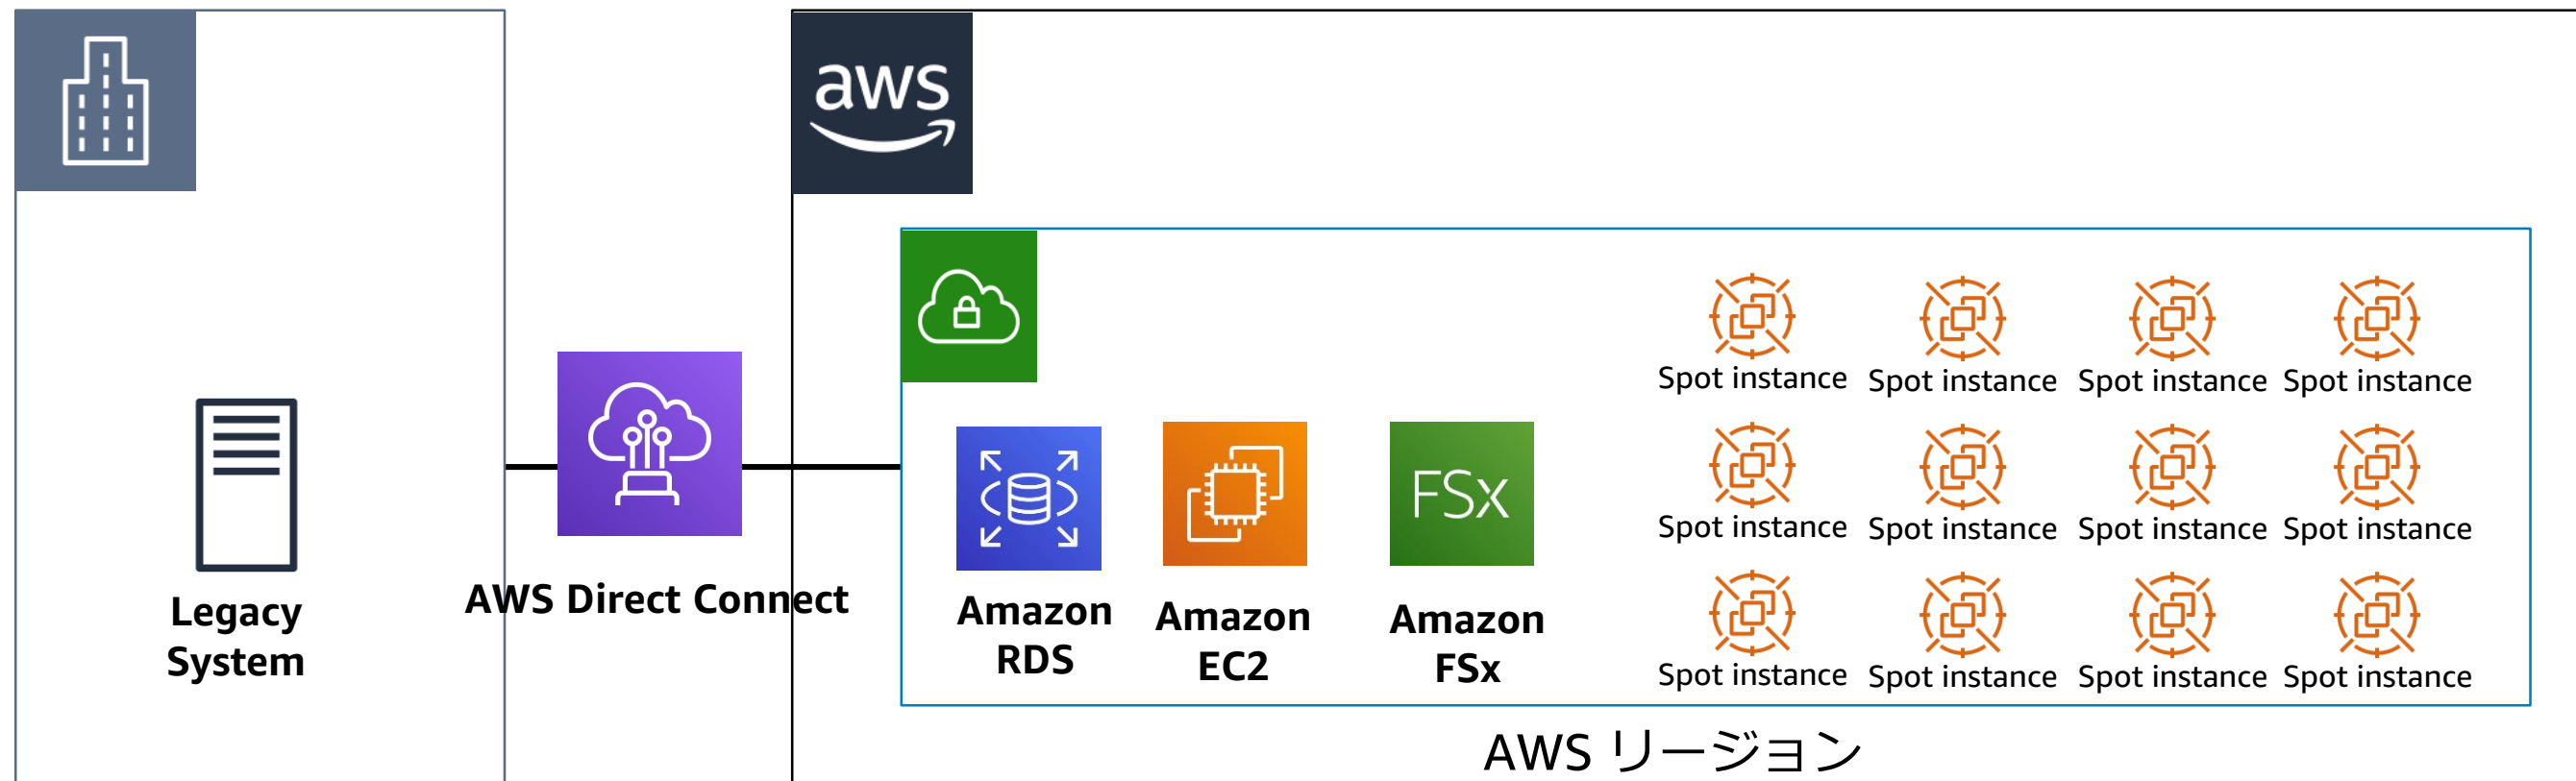 aws
Spot instance Spot instance Spot instance Spot instance
FSx
Spot instance Spot instance Spot instance Spot instance
Legacy
System
AWS Direct Connect
Amazon
RDS
Amazon
EC2
Amazon
FSx
Spot instance Spot instance Spot instance Spot instance
AWS リージョン